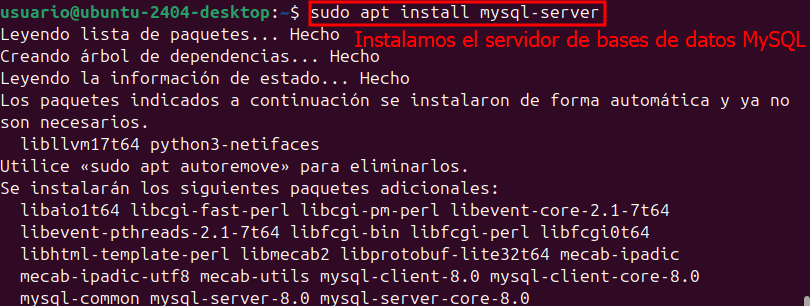 usuario@ubuntu-2404-desktop:~$ sudo apt install mysql-server
Leyendo lista de paquetes... Hecho
Instalamos el servidor de bases de datos MySQL
Creando árbol de dependencias... Hecho
Leyendo la información de estado... Hecho
Los paquetes indicados a continuación se instalaron de forma automática y ya no
son necesarios.
libllvm17t64 python3-netifaces
Utilice «sudo apt autoremove» para eliminarlos.
Se instalarán los siguientes paquetes adicionales:
libaio1t64 libcgi-fast-perl libcgi-pm-perl libevent-core-2.1-7t64
libevent-pthreads-2.1-7t64 libfcgi-bin libfcgi-perl libfcgi0t64
libhtml-template-perl libmecab2 libprotobuf-lite32t64 mecab-ipadic
mecab-ipadic-utf8 mecab-utils mysql-client-8.0 mysql-client-core-8.0
mysql-common mysql-server-8.0 mysql-server-core-8.0